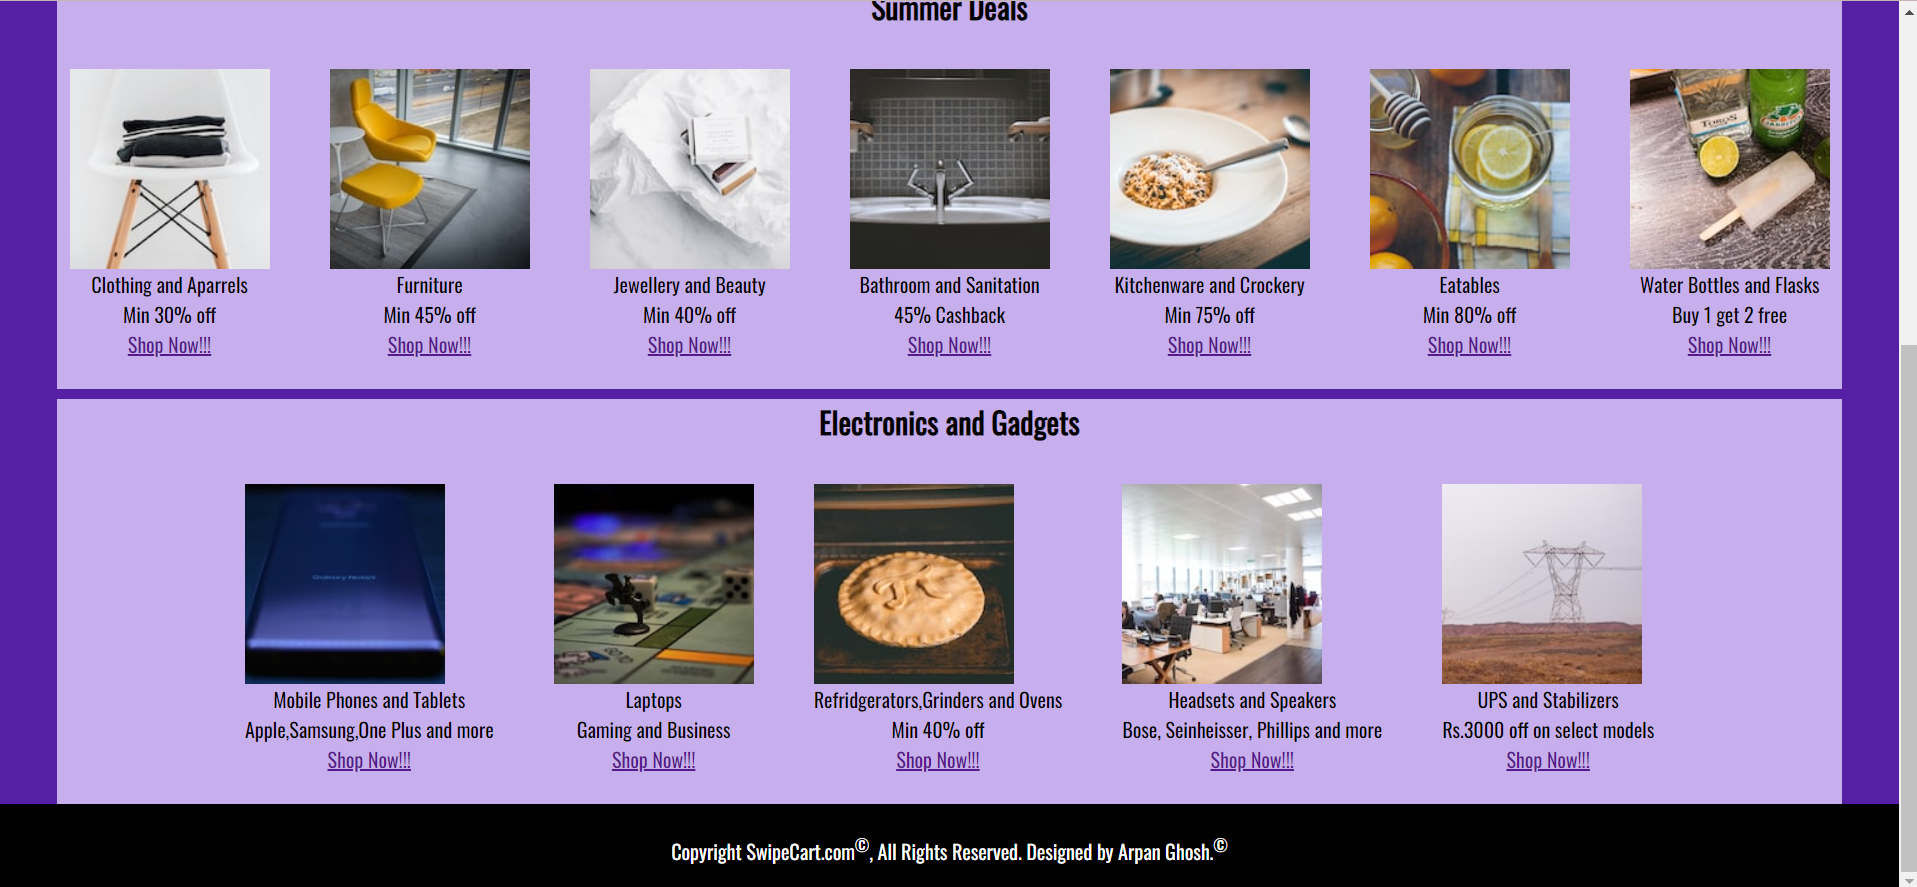 Summer Deals
Clothing and Aparrels
Min 30% off
Shop Now!!!
Furniture
Min 45% off
Shop Now!!!
Jewellery and Beauty
Min 40% off
Shop Now!!!
Bathroom and Sanitation
45% Cashback
Shop Now!!!
Kitchenware and Crockery
Min 75% off
Shop Now!!!
Eatables
Min 80% off
Shop Now!!!
TOROS
Water Bottles and Flasks
Buy 1 get 2 free
Shop Now!!!
Electronics and Gadgets
Mobile Phones and Tablets
Apple,Samsung,One Plus and more
Shop Now!!!
Laptops
Gaming and Business
Shop Now!!!
Refridgerators,Grinders and Ovens
Min 40% off
Shop Now!!!
Headsets and Speakers
Bose, Seinheisser, Phillips and more
Shop Now!!!
UPS and Stabilizers
Rs.3000 off on select models
Shop Now!!!
Copyright SwipeCart.com©, All Rights Reserved. Designed by Arpan Ghosh.©